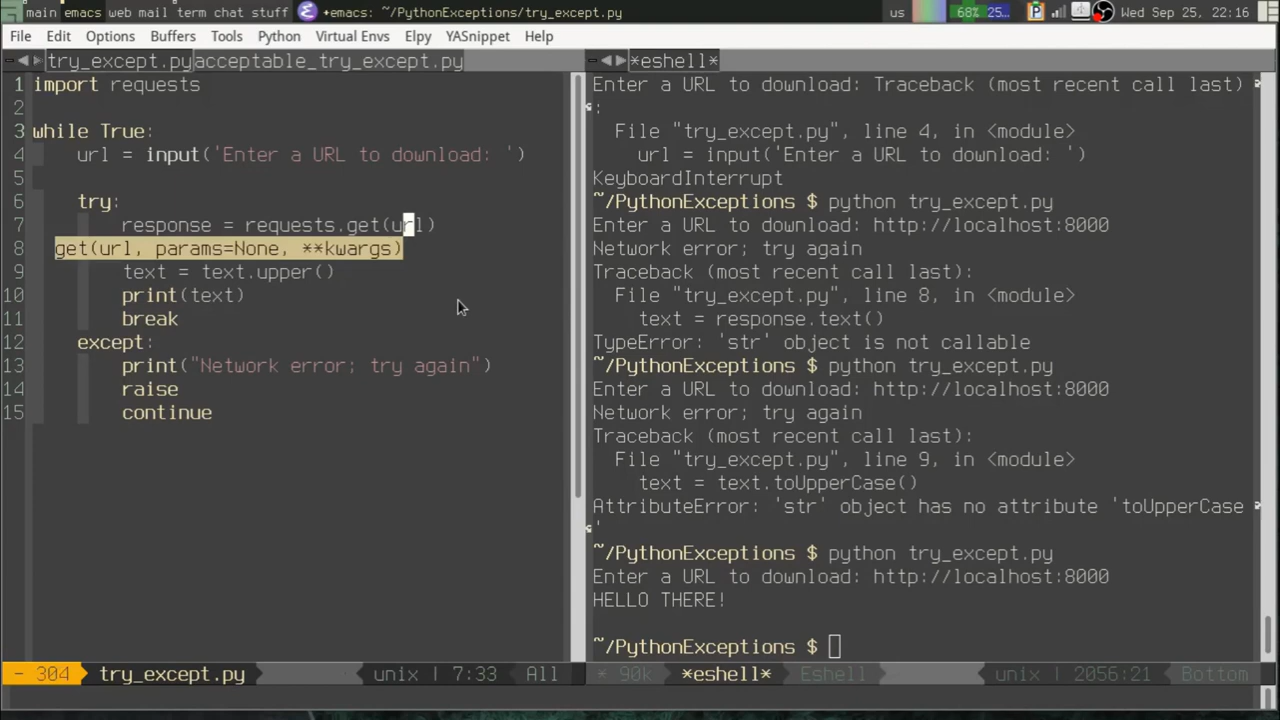 main emacs web mail term chat stuff +emacs: ~/PythonExceptions/try_except.py us 68% 25... Wed Sep 25, 22:16
File Edit Options Buffers Tools Python Virtual Envs Elpy YASnippet Help
try_except.py acceptable_try_except.py
1 import requests
2
3 while True:
4 url = input('Enter a URL to download: ')
5
6 try:
7 response = requests.get(url)
8 get(url, params=None, **kwargs)
9 text = text.upper()
10 print(text)
11 break
12 except:
13 print("Network error; try again")
14 raise
15 continue
- 304 try_except.py unix | 7:33 All
*eshell*
Enter a URL to download: Traceback (most recent call last)
:
File "try_except.py", line 4, in <module>
url = input('Enter a URL to download: ')
KeyboardInterrupt
~/PythonExceptions $ python try_except.py
Enter a URL to download: http://localhost:8000
Network error; try again
Traceback (most recent call last):
File "try_except.py", line 8, in <module>
text = response.text()
TypeError: 'str' object is not callable
~/PythonExceptions $ python try_except.py
Enter a URL to download: http://localhost:8000
Network error; try again
Traceback (most recent call last):
File "try_except.py", line 9, in <module>
text = text.toUpperCase()
AttributeError: 'str' object has no attribute 'toUpperCase
'
~/PythonExceptions $ python try_except.py
Enter a URL to download: http://localhost:8000
HELLO THERE!
~/PythonExceptions $
* 90k *eshell* Eshell unix | 2056:21 Bottom